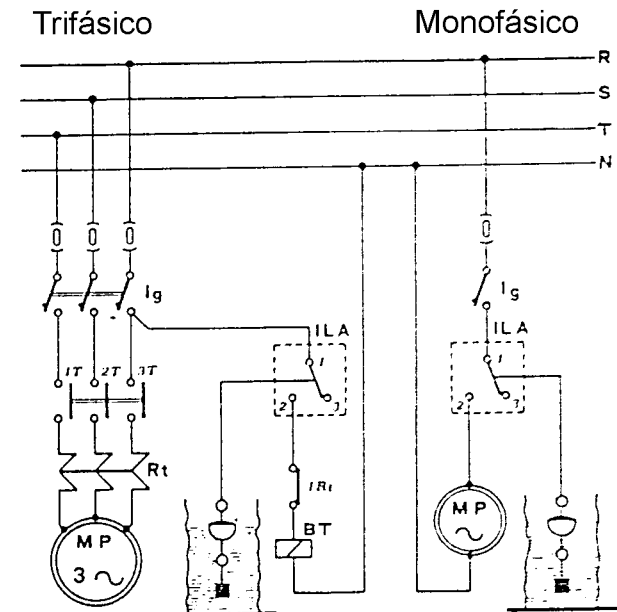 Trifásico
Monofásico
R
S
T
N
Ig
Ig
ILA
ILA
1
2
3
1
2
3
1T 2T 3T
Rt
1Rt
BT
MP
3 ~
MP
~